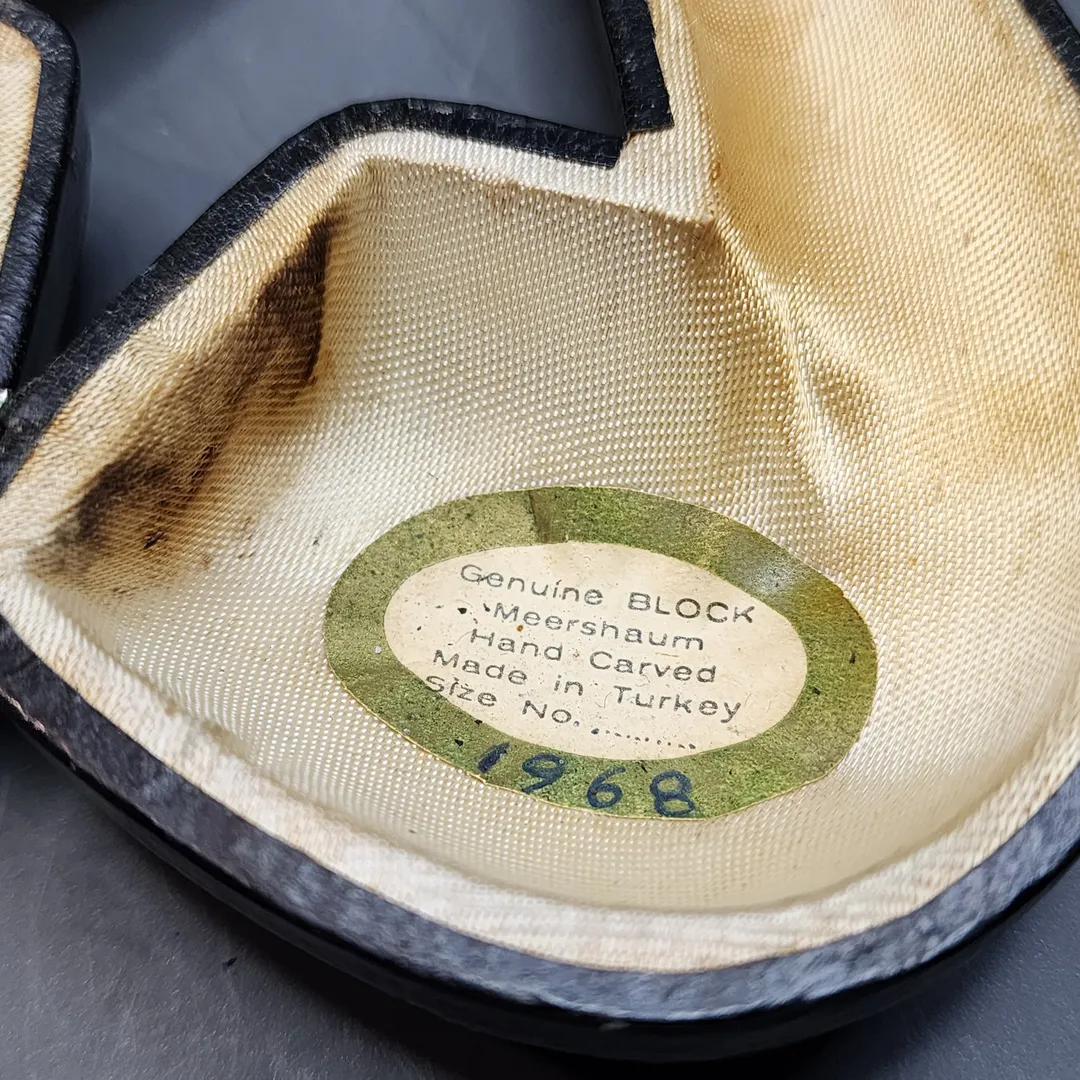 Genuine BLOCK
Meershaum
Hand Carved
Made in Turkey
Size No...........
1968